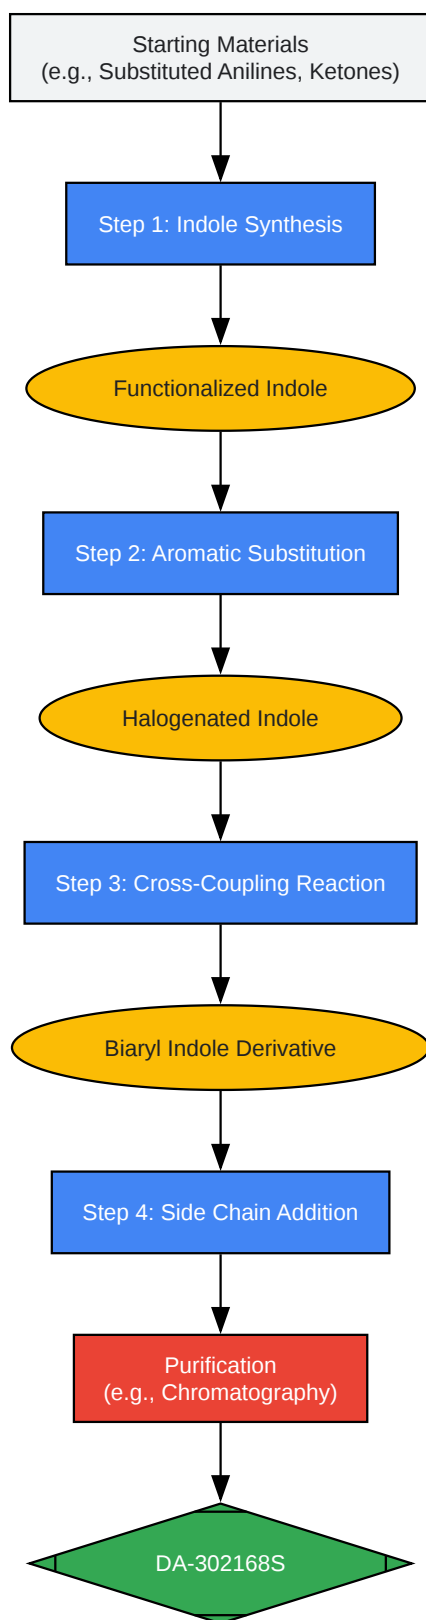 Starting Materials
(e.g., Substituted Anilines, Ketones)
Step 1: Indole Synthesis
Functionalized Indole
Step 2: Aromatic Substitution
Halogenated Indole
Step 3: Cross-Coupling Reaction
Biaryl Indole Derivative
Step 4: Side Chain Addition
Purification
(e.g., Chromatography)
DA-302168S